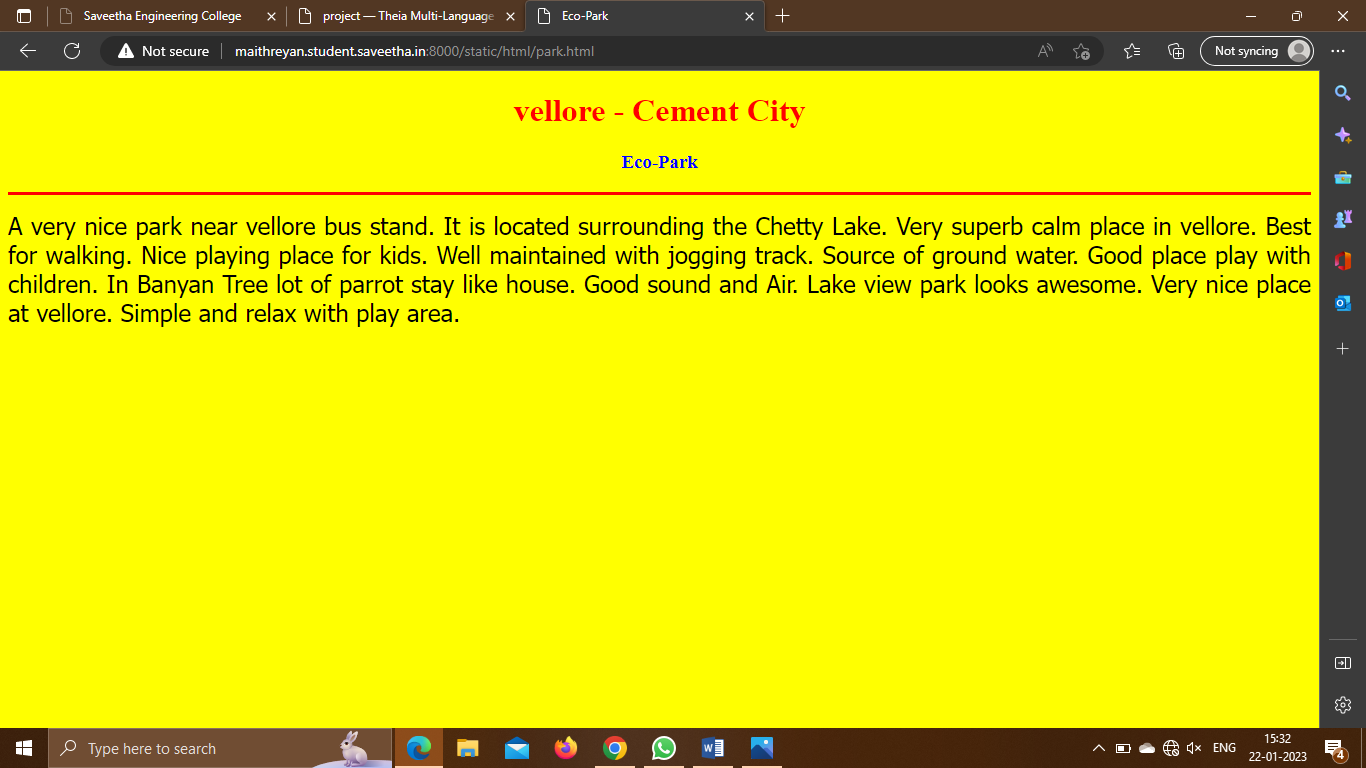 Saveetha Engineering College
project — Theia Multi-Language
Eco-Park
Not secure
maithreyan.student.saveetha.in:8000/static/html/park.html
Not syncing
vellore - Cement City
Eco-Park
A very nice park near vellore bus stand. It is located surrounding the Chetty Lake. Very superb calm place in vellore. Best
for walking. Nice playing place for kids. Well maintained with jogging track. Source of ground water. Good place play with
children. In Banyan Tree lot of parrot stay like house. Good sound and Air. Lake view park looks awesome. Very nice place
at vellore. Simple and relax with play area.
Type here to search
ENG
15:32
22-01-2023
4